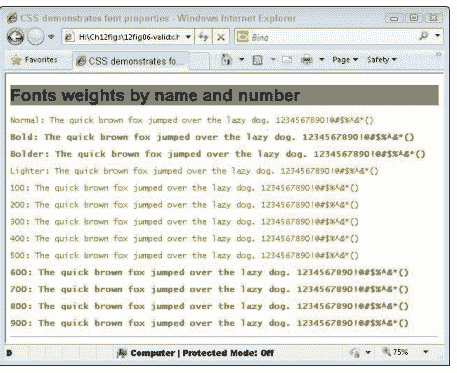 CSS demonstrates font properties - Windows Internet Explorer
H:\Ch12figs\12fig06-valid.h
Bing
Favorites
CSS demonstrates fo...
Page
Safety
Fonts weights by name and number
Normal: The quick brown fox jumped over the lazy dog. 1234567890!@#$%^&*()
Bold: The quick brown fox jumped over the lazy dog. 1234567890!@#$%^&*()
Bolder: The quick brown fox jumped over the lazy dog. 1234567890!@#$%^&*()
Lighter: The quick brown fox jumped over the lazy dog. 1234567890!@#$%^&*()
100: The quick brown fox jumped over the lazy dog. 1234567890!@#$%^&*()
200: The quick brown fox jumped over the lazy dog. 1234567890!@#$%^&*()
300: The quick brown fox jumped over the lazy dog. 1234567890!@#$%^&*()
400: The quick brown fox jumped over the lazy dog. 1234567890!@#$%^&*()
500: The quick brown fox jumped over the lazy dog. 1234567890!@#$%^&*()
600: The quick brown fox jumped over the lazy dog. 1234567890!@#$%^&*()
700: The quick brown fox jumped over the lazy dog. 1234567890!@#$%^&*()
800: The quick brown fox jumped over the lazy dog. 1234567890!@#$%^&*()
900: The quick brown fox jumped over the lazy dog. 1234567890!@#$%^&*()
D
Computer | Protected Mode: Off
75%